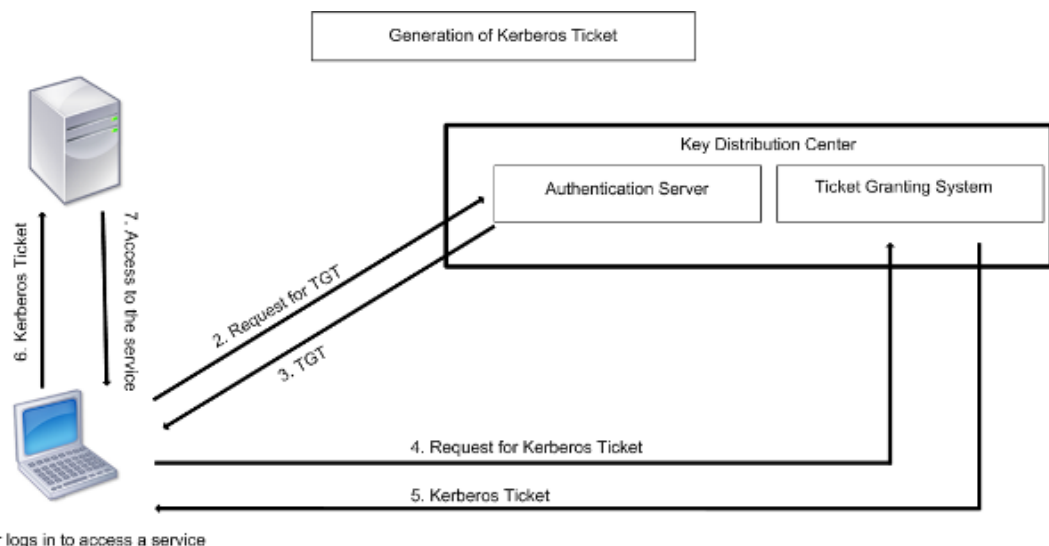 Generation of Kerberos Ticket
Key Distribution Center
Authentication Server
Ticket Granting System
6. Kerberos Ticket
7. Access to the service
2. Request for TGT
3. TGT
4. Request for Kerberos Ticket
5. Kerberos Ticket
logs in to access a service